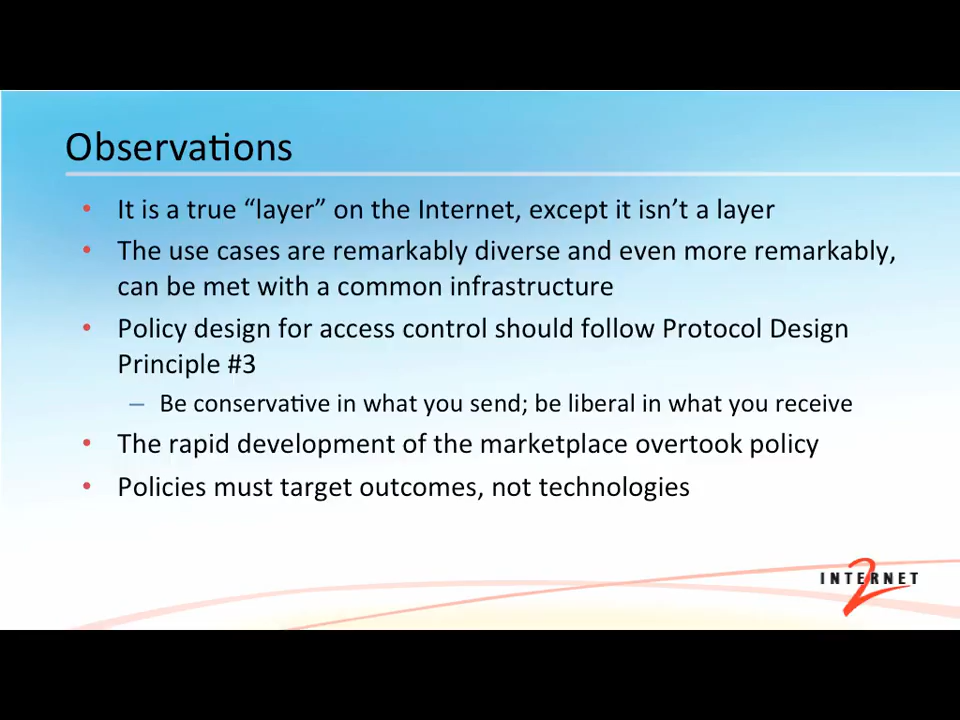 Observations
• It is a true “layer” on the Internet, except it isn’t a layer
• The use cases are remarkably diverse and even more remarkably,
can be met with a common infrastructure
• Policy design for access control should follow Protocol Design
Principle #3
– Be conservative in what you send; be liberal in what you receive
• The rapid development of the marketplace overtook policy
• Policies must target outcomes, not technologies
INTERNET
2